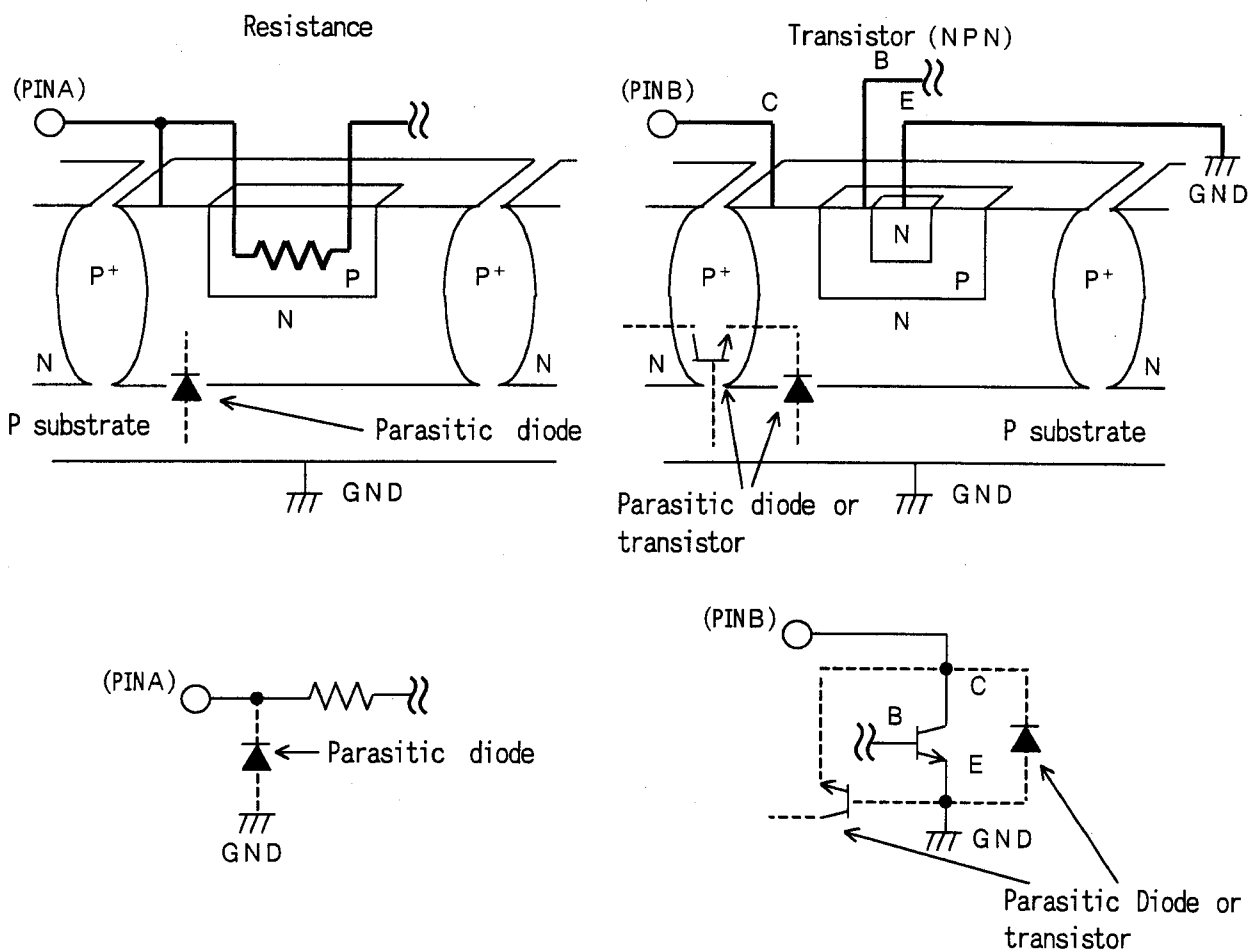 Resistance
(PINA)
P+
P
P+
N
N
N
P substrate
Parasitic diode
GND
Transistor (NPN)
B
(PINB)
C
E
GND
N
P+
P
P+
N
N
N
P substrate
GND
Parasitic diode or
transistor
(PINA)
Parasitic diode
GND
(PINB)
C
B
E
GND
Parasitic Diode or
transistor